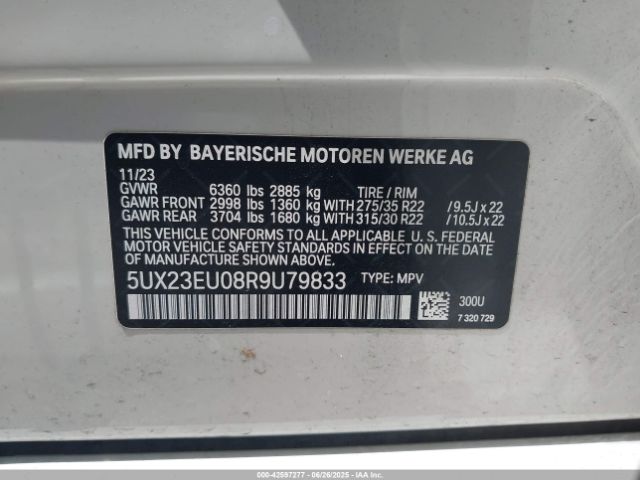 MFD BY BAYERISCHE MOTOREN WERKE AG
11/23
GVWR 6360 lbs 2885 kg TIRE / RIM
GAWR FRONT 2998 lbs 1360 kg WITH 275/35 R22 / 9.5J x 22
GAWR REAR 3704 lbs 1680 kg WITH 315/30 R22 / 10.5J x 22
THIS VEHICLE CONFORMS TO ALL APPLICABLE U. S. FEDERAL
MOTOR VEHICLE SAFETY STANDARDS IN EFFECT ON THE DATE OF
MANUFACTURE SHOWN ABOVE.
5UX23EU08R9U79833 TYPE: MPV
300U
7 320 729
000-42597277 - 06/26/2025 - IAAI.COM